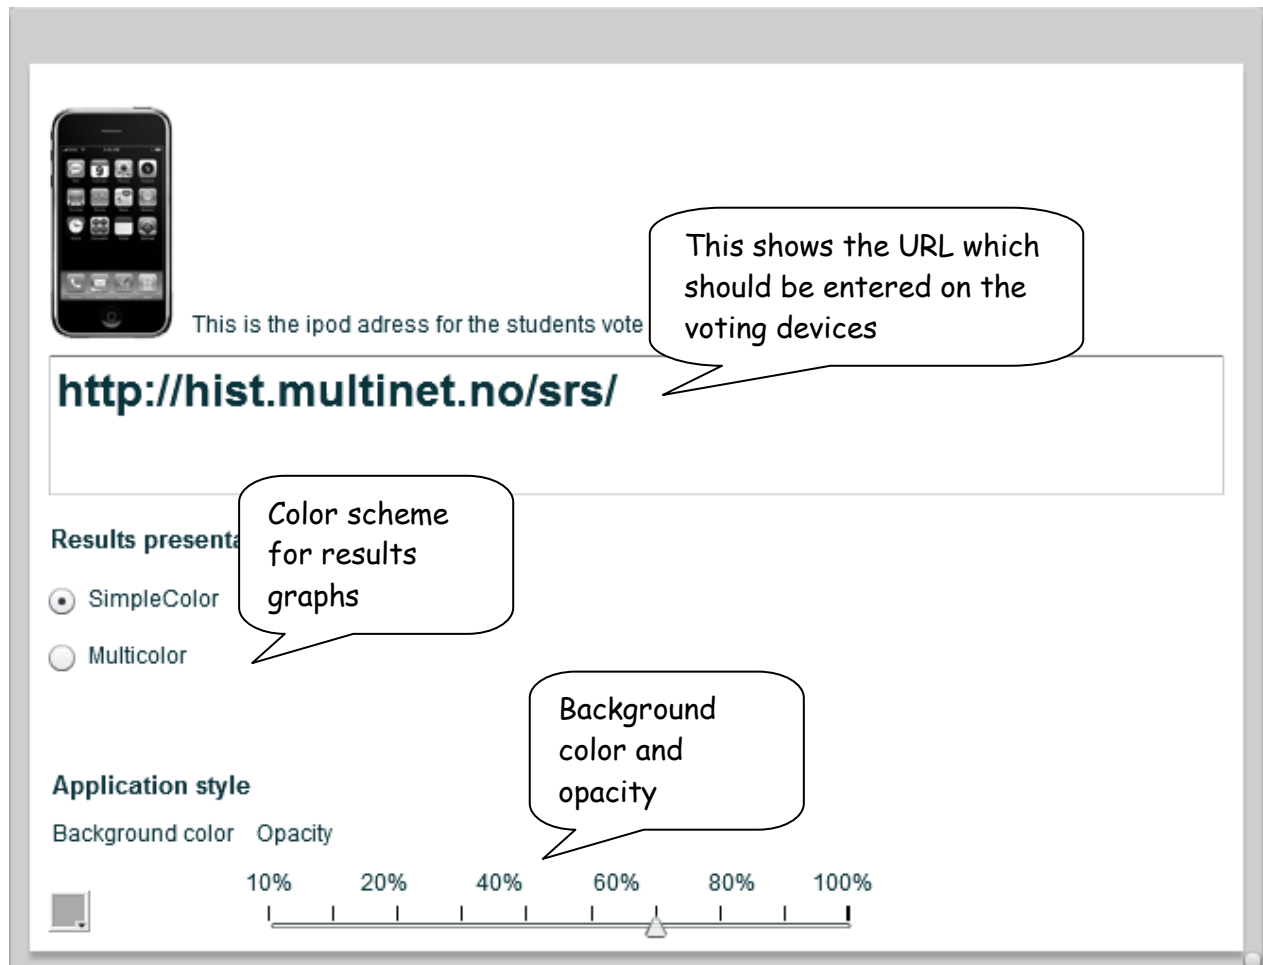 This shows the URL which
should be entered on the
voting devices
This is the ipod adress for the students vote
http://hist.multinet.no/srs/
Color scheme
for results
graphs
Results
SimpleColor
Multicolor
Background
color and
opacity
Application style
Background color Opacity
10% 20% 40% 60% 80% 100%